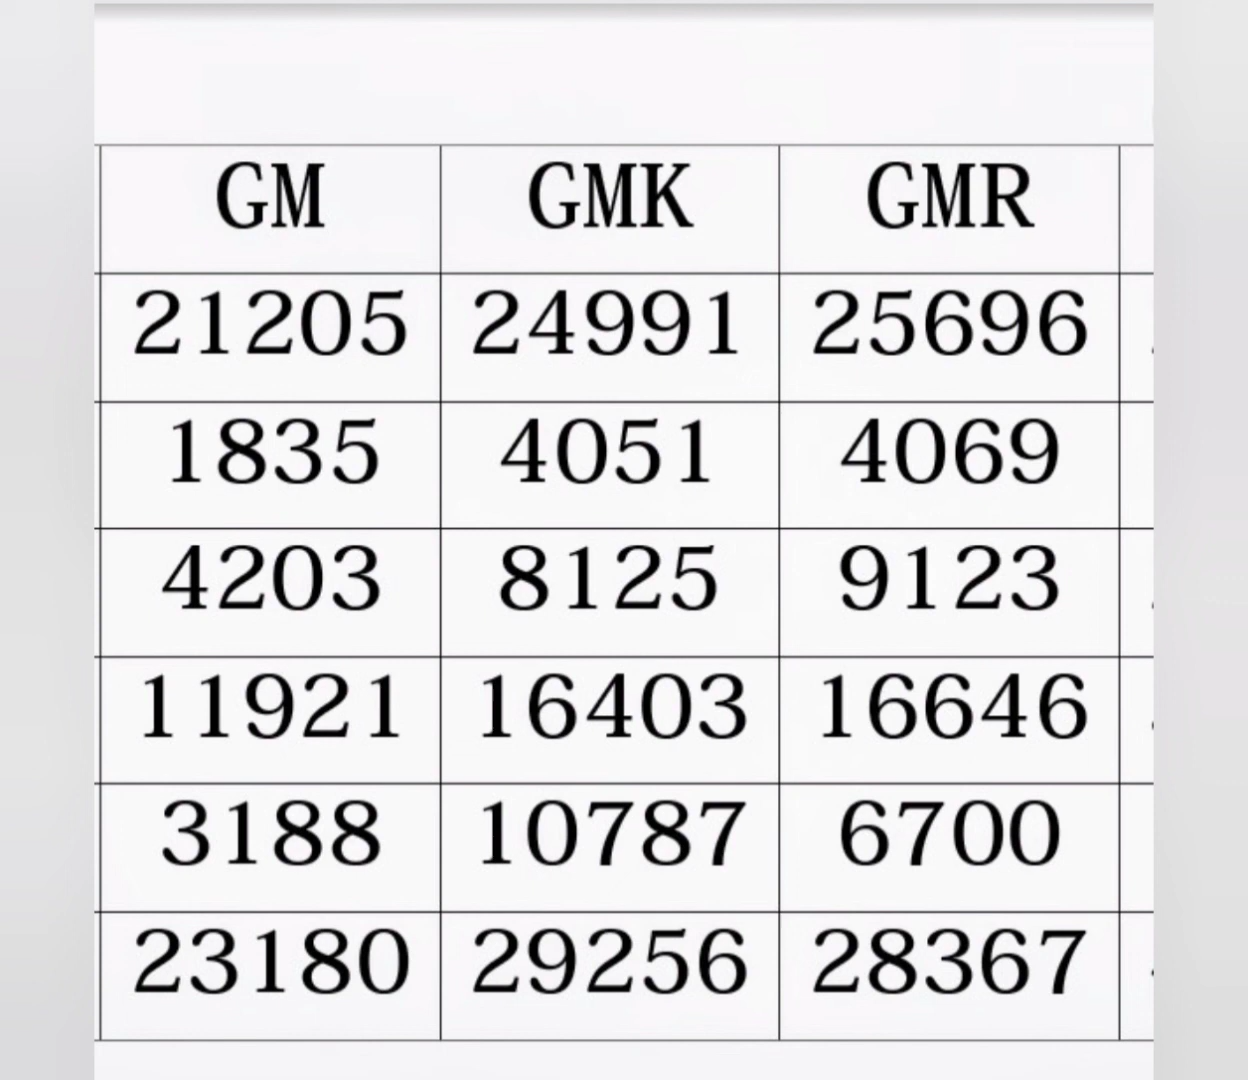 GM GMK GMR
21205 24991 25696
1835 4051 4069
4203 8125 9123
11921 16403 16646
3188 10787 6700
23180 29256 28367